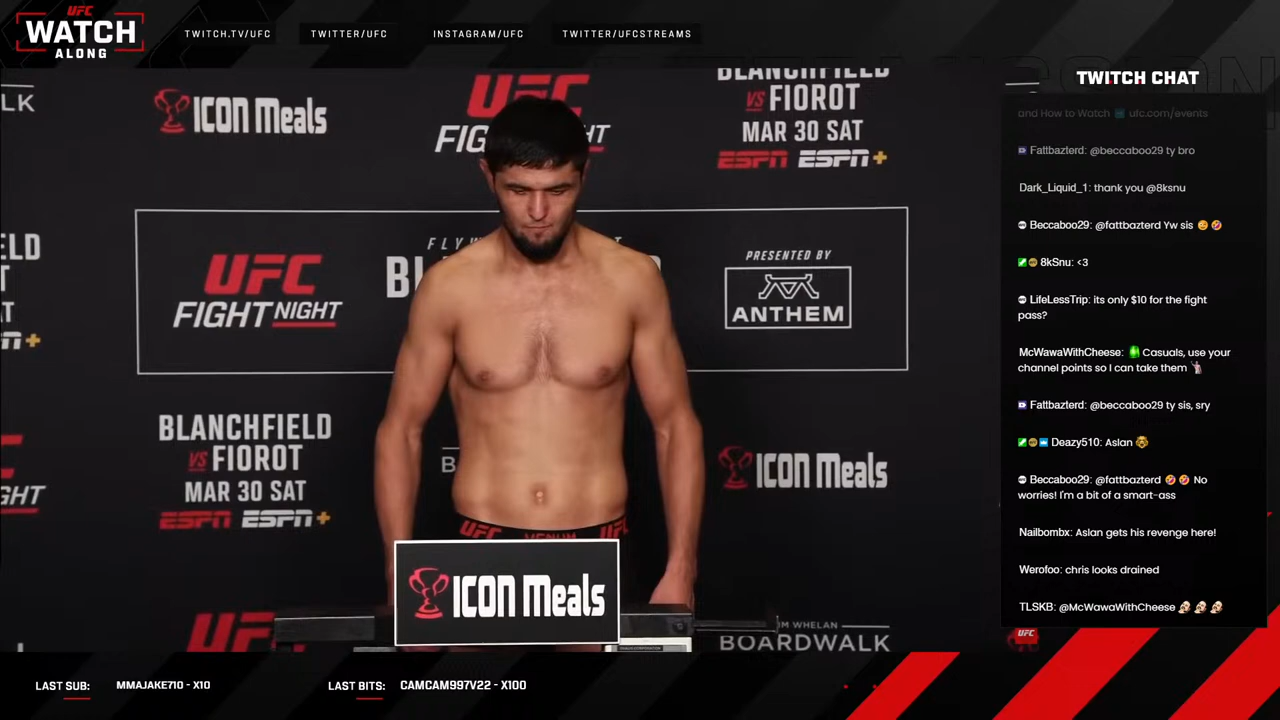 UFC
WATCH
ALONG
TWITCH.TV/UFC
TWITTER/UFC
INSTAGRAM/UFC
TWITTER/UFCSTREAMS
LK
ICON Meals
UFC
FIGHT
BLANCHFIELD
VS FIOROT
MAR 30 SAT
ESPN ESPN+
UFC
FIGHT NIGHT
PRESENTED BY
ANTHEM
BLANCHFIELD
VS FIOROT
MAR 30 SAT
ESPN ESPN+
ICON Meals
UFC VENUM UFC
ICON Meals
UFC
BOARDWALK
TWITCH CHAT
and How to Watch ufc.com/events
Fattbazterd: @beccaboo29 ty bro
Dark_Liquid_1: thank you @8ksnu
Beccaboo29: @fattbazterd Yw sis
8kSnu: <3
LifeLessTrip: its only $10 for the fight
pass?
McWawaWithCheese: Casuals, use your
channel points so I can take them
Fattbazterd: @beccaboo29 ty sis, sry
Deazy510: Aslan
Beccaboo29: @fattbazterd No
worries! I'm a bit of a smart-ass
Nailbombx: Aslan gets his revenge here!
Werofoo: chris looks drained
TLSKB: @McWawaWithCheese
UFC
LAST SUB: MMAJAKE710 - X10
LAST BITS: CAMCAM997V22 - X100